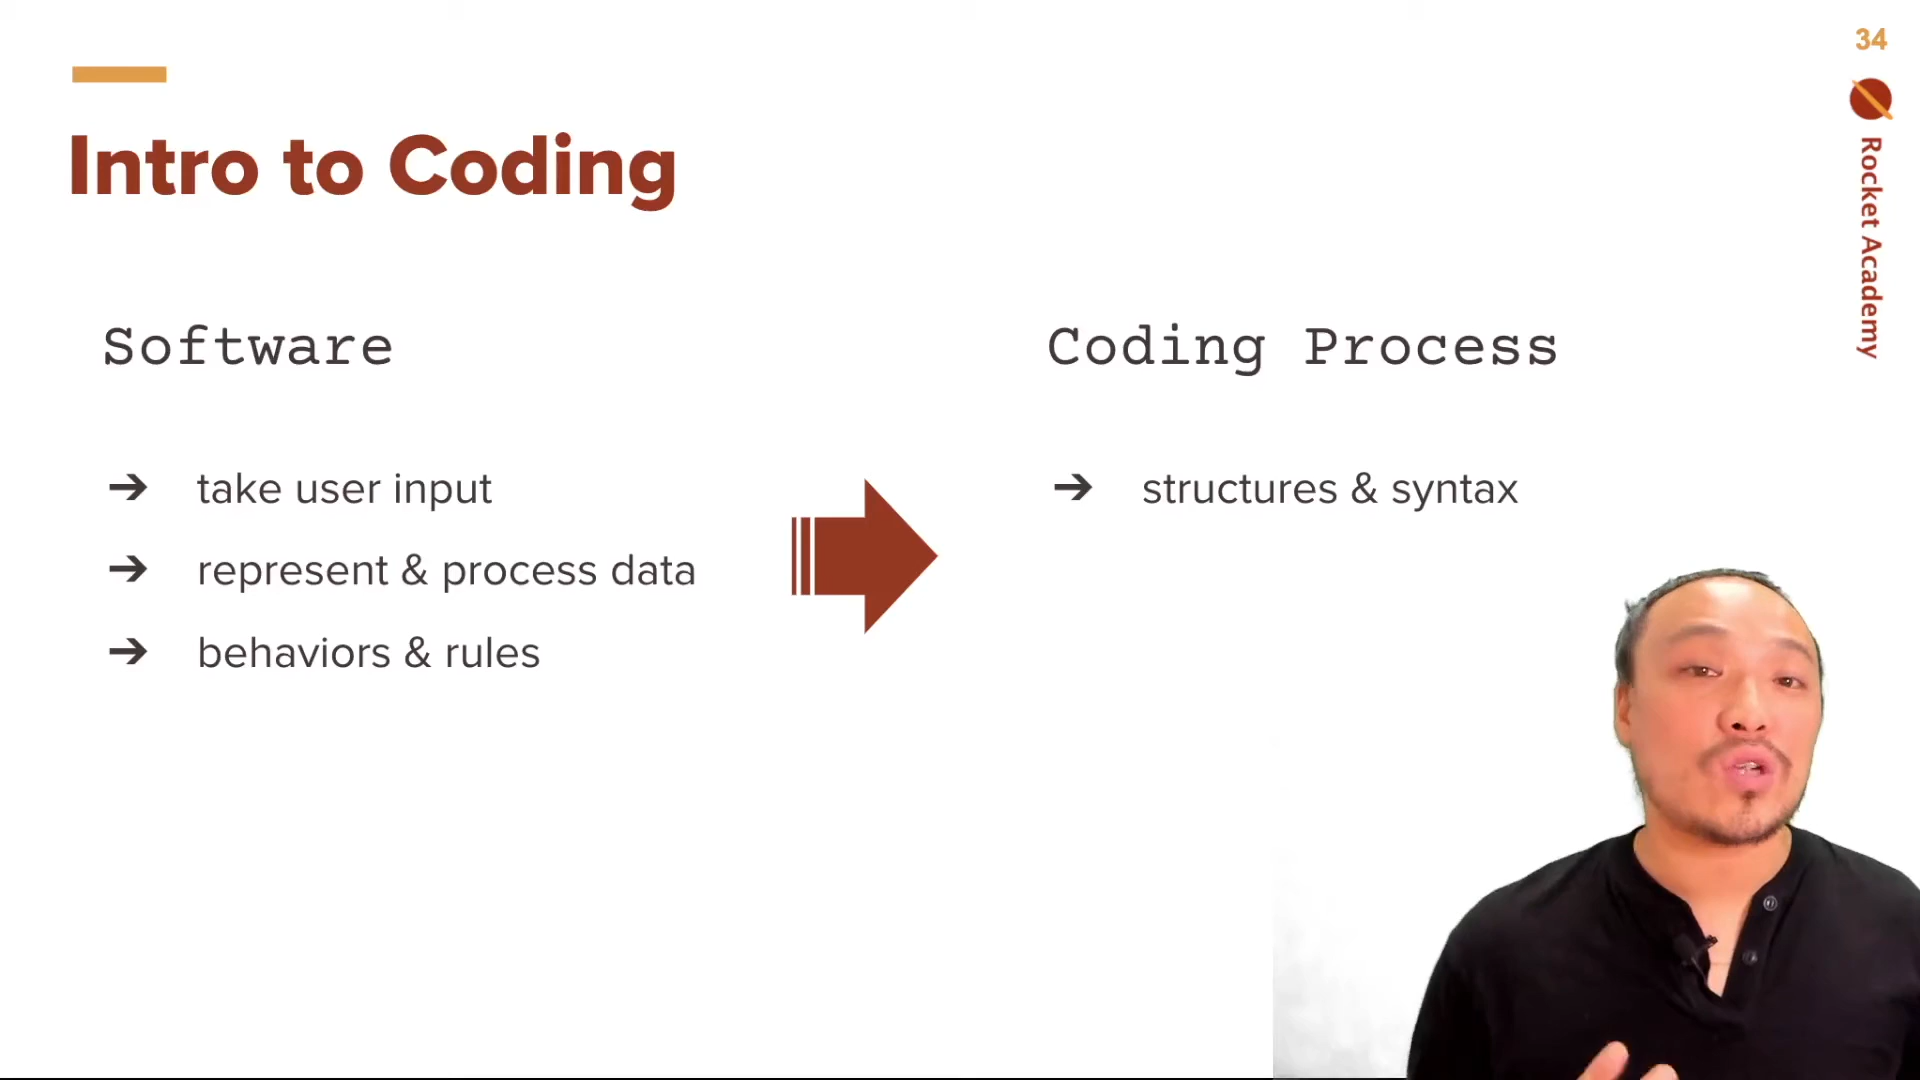 34
Rocket Academy
Intro to Coding
Software
➔ take user input
➔ represent & process data
➔ behaviors & rules
Coding Process
➔ structures & syntax